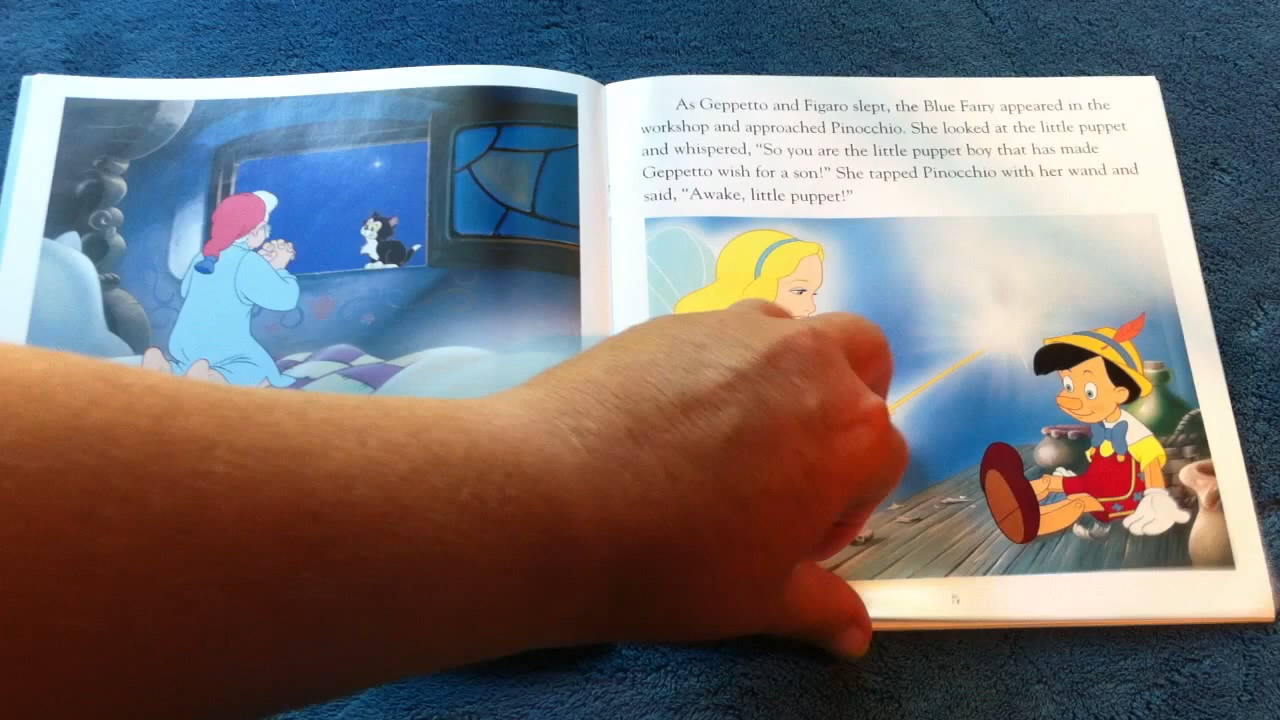 As Geppetto and Figaro slept, the Blue Fairy appeared in the
workshop and approached Pinocchio. She looked at the little puppet
and whispered, “So you are the little puppet boy that has made
Geppetto wish for a son!” She tapped Pinocchio with her wand and
said, “Awake, little puppet!”